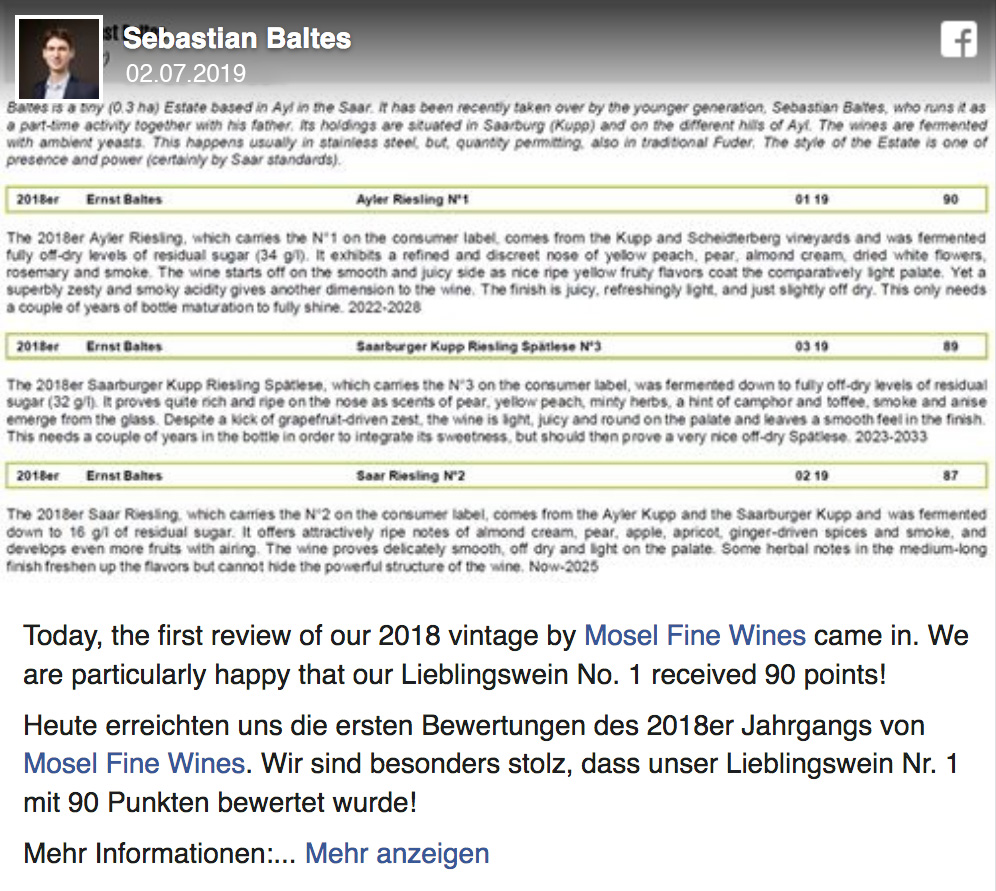 Sebastian Baltes
02.07.2019
Baltes is a tiny (0.3 ha) Estate based in Ayl in the Saar. It has been recently taken over by the younger generation, Sebastian Baltes, who runs it as
a part-time activity together with his father. Its holdings are situated in Saarburg (Kupp) and on the different hills of Ayl. The wines are fermented
with ambient yeasts. This happens usually in stainless steel, but, quantity permitting, also in traditional Fuder. The style of the Estate is one of
presence and power (certainly by Saar standards).
2018er Ernst Baltes Ayler Riesling N°1 01 19 90
The 2018er Ayler Riesling, which carries the N°1 on the consumer label, comes from the Kupp and Scheidterberg vineyards and was fermented
fully off-dry levels of residual sugar (34 g/l). It exhibits a refined and discreet nose of yellow peach, pear, almond cream, dried white flowers,
rosemary and smoke. The wine starts off on the smooth and juicy side as nice ripe yellow fruity flavors coat the comparatively light palate. Yet a
superbly zesty and smoky acidity gives another dimension to the wine. The finish is juicy, refreshingly light, and just slightly off dry. This only needs
a couple of years of bottle maturation to fully shine. 2022-2028
2018er Ernst Baltes Saarburger Kupp Riesling Spätlese N°3 03 19 89
The 2018er Saarburger Kupp Riesling Spätlese, which carries the N°3 on the consumer label, was fermented down to fully off-dry levels of residual
sugar (32 g/l). It proves quite rich and ripe on the nose as scents of pear, yellow peach, minty herbs, a hint of camphor and toffee, smoke and anise
emerge from the glass. Despite a kick of grapefruit-driven zest, the wine is light, juicy and round on the palate and leaves a smooth feel in the finish.
This needs a couple of years in the bottle in order to integrate its sweetness, but should then prove a very nice off-dry Spätlese. 2023-2033
2018er Ernst Baltes Saar Riesling N°2 02 19 87
The 2018er Saar Riesling, which carries the N°2 on the consumer label, comes from the Ayler Kupp and the Saarburger Kupp and was fermented
down to 16 g/l of residual sugar. It offers attractively ripe notes of almond cream, pear, apple, apricot, ginger-driven spices and smoke, and
develops even more fruits with airing. The wine proves delicately smooth, off dry and light on the palate. Some herbal notes in the medium-long
finish freshen up the flavors but cannot hide the powerful structure of the wine. Now-2025
Today, the first review of our 2018 vintage by Mosel Fine Wines came in. We
are particularly happy that our Lieblingswein No. 1 received 90 points!
Heute erreichten uns die ersten Bewertungen des 2018er Jahrgangs von
Mosel Fine Wines. Wir sind besonders stolz, dass unser Lieblingswein Nr. 1
mit 90 Punkten bewertet wurde!
Mehr Informationen:... Mehr anzeigen